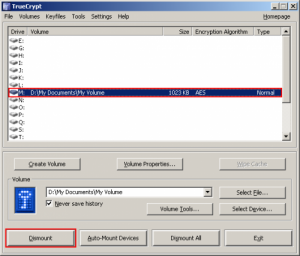 TrueCrypt
File Volumes Keyfiles Tools Settings Help Homepage
Drive Volume Size Encryption Algorithm Type
F:
G:
H:
I:
J:
K:
L:
M: D:\My Documents\My Volume 1023 KB AES Normal
N:
O:
P:
Q:
R:
S:
T:
Create Volume Volume Properties... Wipe Cache
Volume
D:\My Documents\My Volume Select File...
Never save history
Volume Tools... Select Device...
Dismount Auto-Mount Devices Dismount All Exit